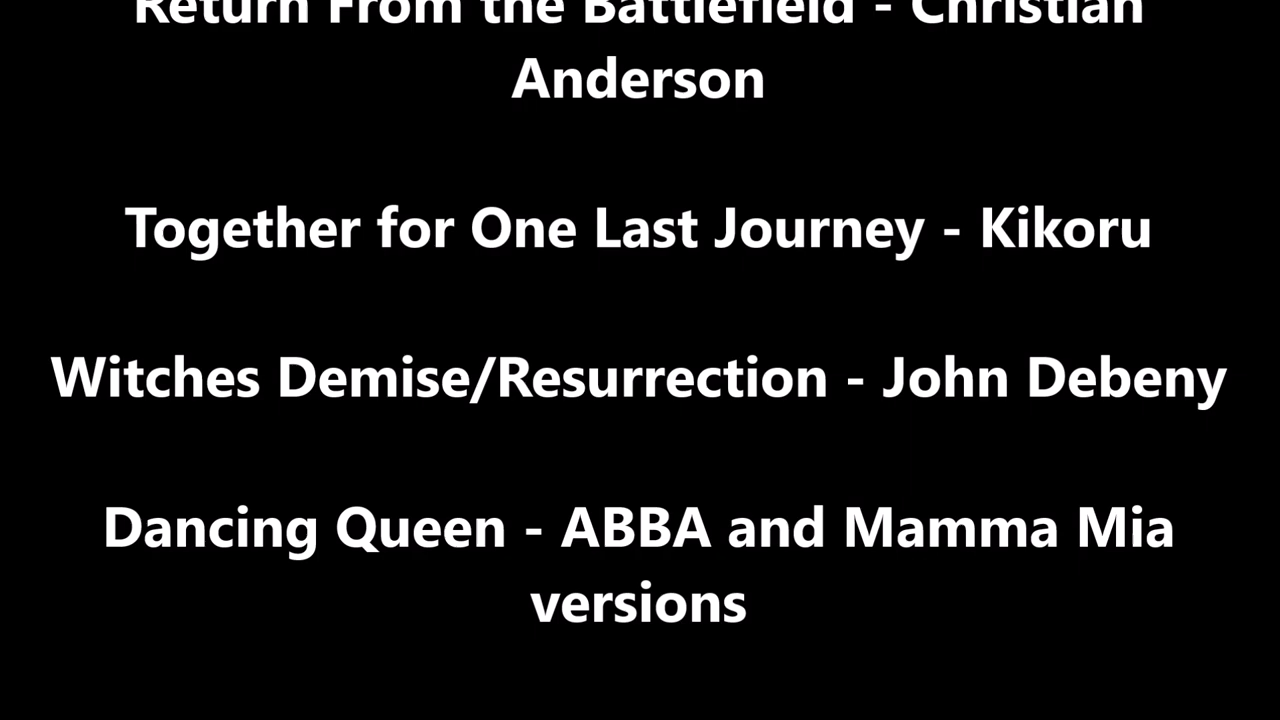 Return From the Battlefield - Christian
Anderson
Together for One Last Journey - Kikoru
Witches Demise/Resurrection - John Debeny
Dancing Queen - ABBA and Mamma Mia
versions